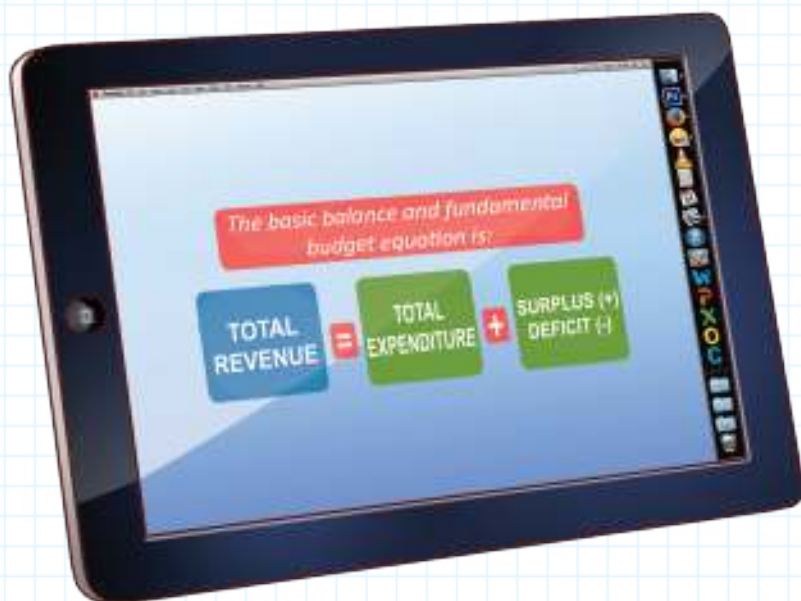 The basic balance and fundamental
budget equation is:
TOTAL
REVENUE
=
TOTAL
EXPENDITURE
+
SURPLUS (+)
DEFICIT (-)